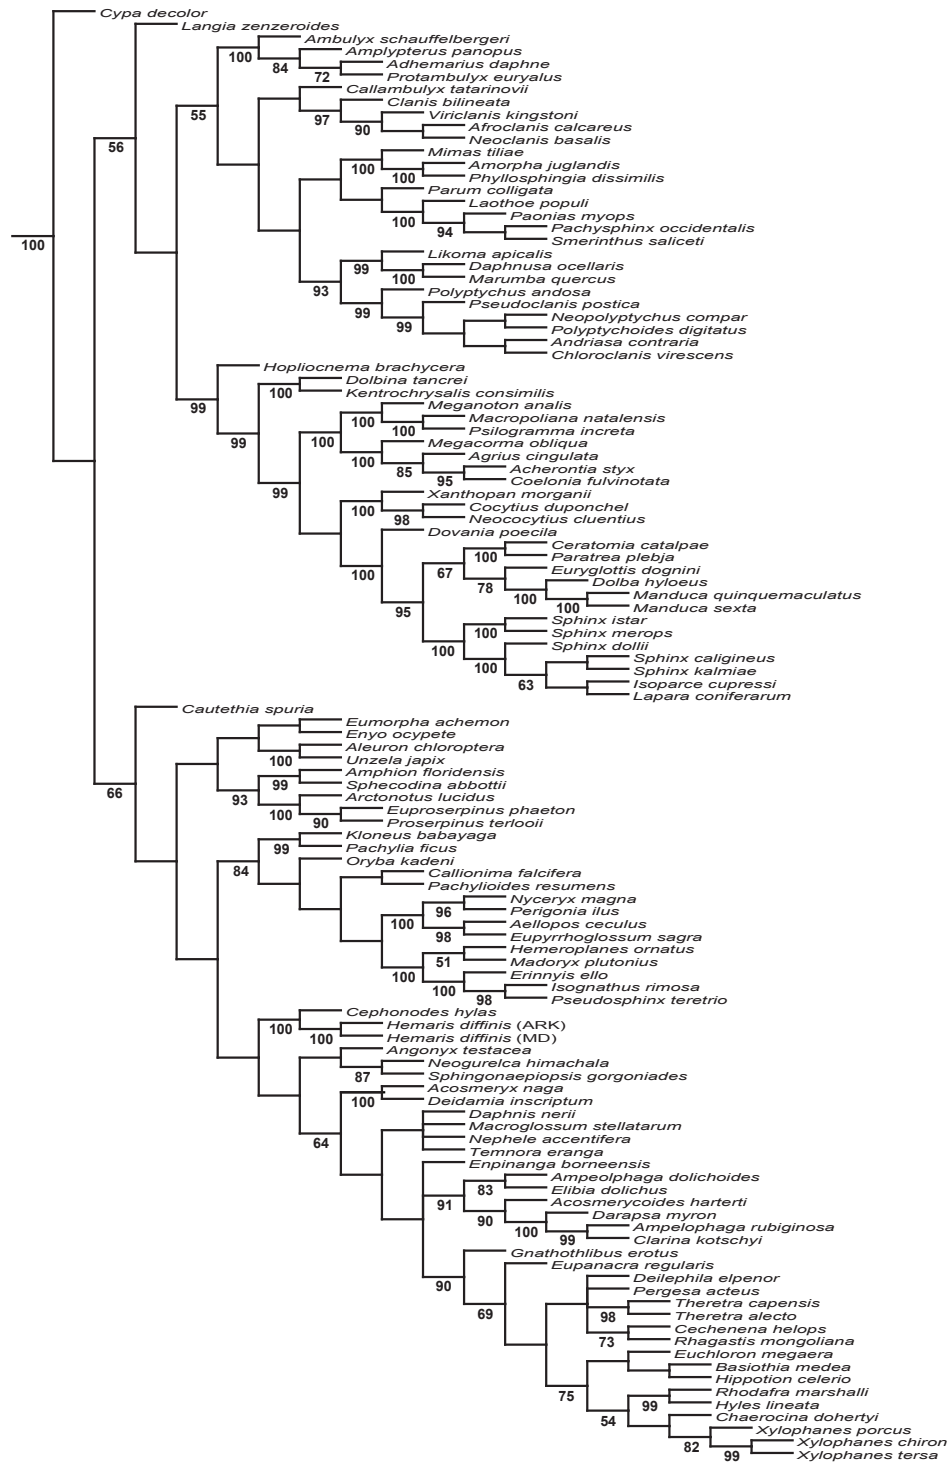 Cypa decolor
Langia zenzeroides
Ambulyx schauffelbergeri
100
Amplypterus panopus
84
Adhemarius daphne
72
Protambulyx euryalus
Callambulyx tatarinovii
Clanis bilineata
55
97
Viriclanis kingstoni
90
Afroclanis calcareus
Neoclanis basalis
56
Mimas tiliae
100
Amorpha juglandis
100
Phyllosphingia dissimilis
Parum colligata
Laothoe populi
100
Paonias myops
94
Pachysphinx occidentalis
Smerinthus saliceti
100
Likoma apicalis
99
Daphnusa ocellaris
100
Marumba quercus
93
Polyptychus andosa
99
Pseudoclanis postica
99
Neopolyptychus compar
Polyptychoides digitatus
Andriasa contraria
Chloroclanis virescens
Hopliocnema brachycera
Dolbina tancrei
100
Kentrochrysalis consimilis
99
Meganoton analis
100
Macropoliana natalensis
100
Psilogramma increta
99
100
Megacorma obliqua
100
Agrius cingulata
85
Acherontia styx
95
Coelonia fulvinotata
99
Xanthopan morganii
100
Cocytius duponchel
98
Neococytius cluentius
Dovania poecila
Ceratomia catalpae
100
Paratrea plebja
100
67
Euryglottis dognini
78
Dolba hyloeus
100
Manduca quinquemaculatus
100
Manduca sexta
95
Sphinx istar
100
Sphinx merops
100
Sphinx dollii
100
Sphinx caligineus
Sphinx kalmiae
63
Isoparce cupressi
Lapara coniferarum
Cautethia spuria
Eumorpha achemon
Enyo ocypete
Aleuron chloroptera
100
Unzela japix
Amphion floridensis
99
Sphecodina abbottii
66
93
Arctonotus lucidus
100
Euproserpinus phaeton
90
Proserpinus terlooii
Kloneus babayaga
99
Pachylia ficus
84
Oryba kadeni
Callionima falcifera
Pachylioides resumens
Nyceryx magna
96
Perigonia ilus
100
Aellopos ceculus
98
Eupyrrhoglossum sagra
Hemeroplanes ornatus
51
Madoryx plutonius
100
Erinnyis ello
100
Isognathus rimosa
98
Pseudosphinx teretrio
Cephonodes hylas
100
Hemaris diffinis (ARK)
100
Hemaris diffinis (MD)
Angonyx testacea
Neogurelca himachala
87
Sphingonaepiopsis gorgoniades
Acosmeryx naga
100
Deidamia inscriptum
Daphnis nerii
Macroglossum stellatarum
64
Nephele accentifera
Temnora eranga
Enpinanga borneensis
Ampeolphaga dolichoides
83
Elibia dolichus
91
Acosmerycoides harterti
90
Darapsa myron
100
Ampelophaga rubiginosa
99
Clarina kotschyi
Gnathothlibus erotus
90
Eupanacra regularis
Deilephila elpenor
Pergesa acteus
69
Theretra capensis
98
Theretra alecto
Cechenena helops
73
Rhagastis mongoliana
Euchloron megaera
Basiothia medea
Hippotion celerio
75
Rhodafra marshalli
99
Hyles lineata
54
Chaerocina dohertyi
Xylophanes porcus
82
Xylophanes chiron
99
Xylophanes tersa